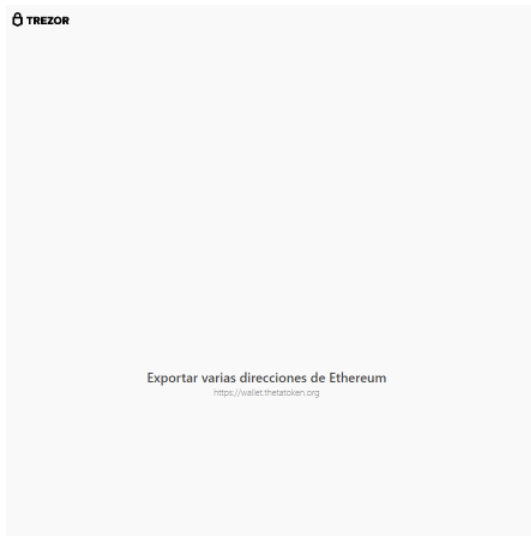 TREZOR
Exportar varias direcciones de Ethereum
https://wallet.thetatoken.org